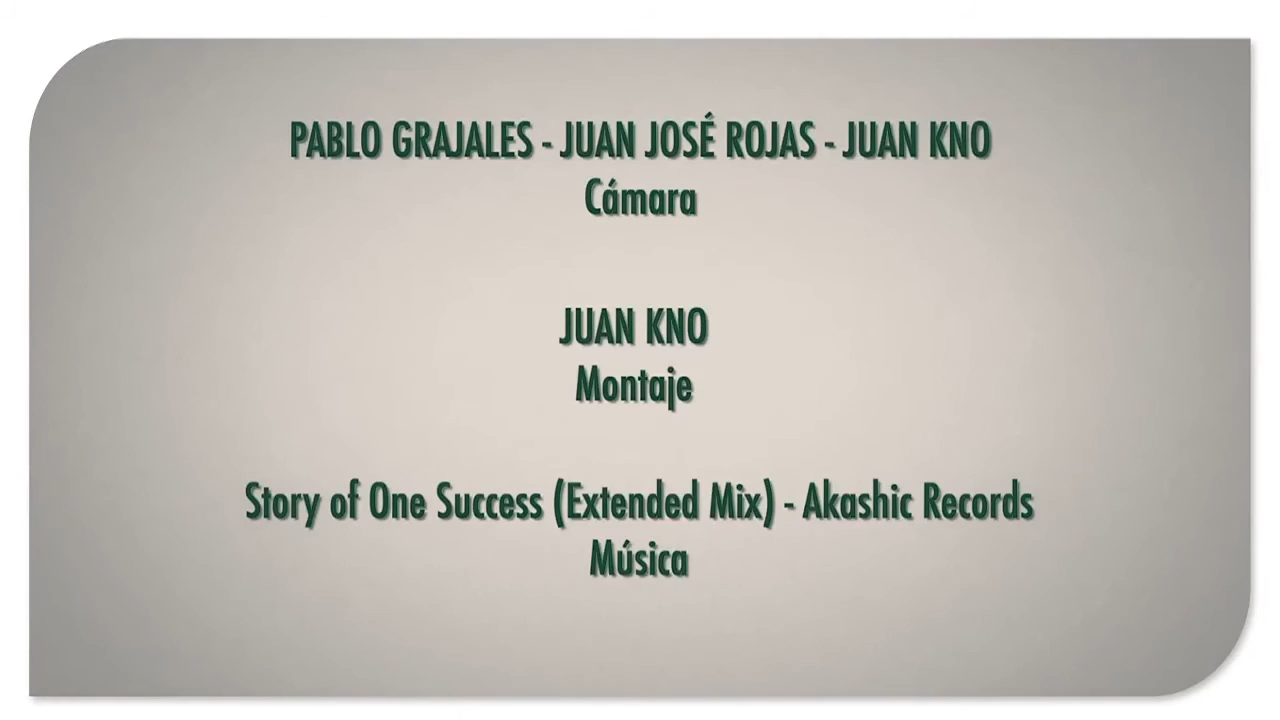 PABLO GRAJALES - JUAN JOSÉ ROJAS - JUAN KNO
Cámara
JUAN KNO
Montaje
Story of One Success (Extended Mix) - Akashic Records
Música